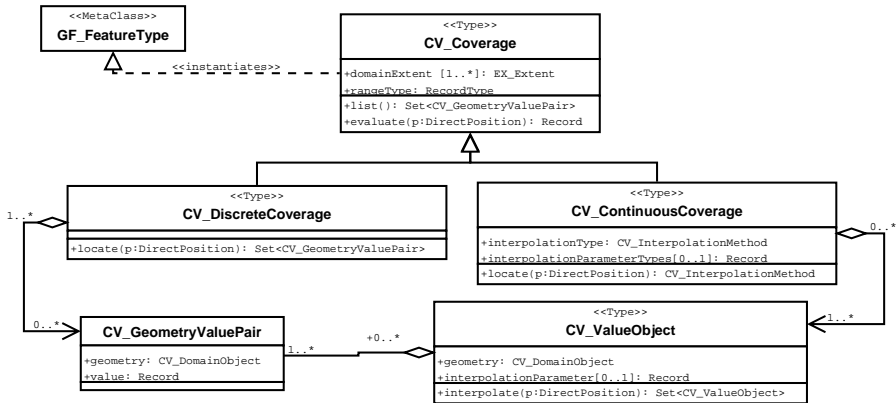 <<MetaClass>>
GF_FeatureType
<<instantiates>>
<<Type>>
CV_Coverage
+domainExtent [1..*]: EX_Extent
+rangeType: RecordType
+list(): Set<CV_GeometryValuePair>
+evaluate(p:DirectPosition): Record
<<Type>>
CV_DiscreteCoverage
+locate(p:DirectPosition): Set<CV_GeometryValuePair>
1..*
0..*
<<Type>>
CV_ContinuousCoverage
+interpolationType: CV_InterpolationMethod
+interpolationParameterTypes[0..1]: Record
+locate(p:DirectPosition): CV_InterpolationMethod
0..*
1..*
CV_GeometryValuePair
+geometry: CV_DomainObject
+value: Record
1..*
+0..*
<<Type>>
CV_ValueObject
+geometry: CV_DomainObject
+interpolationParameter[0..1]: Record
+interpolate(p:DirectPosition): Set<CV_ValueObject>